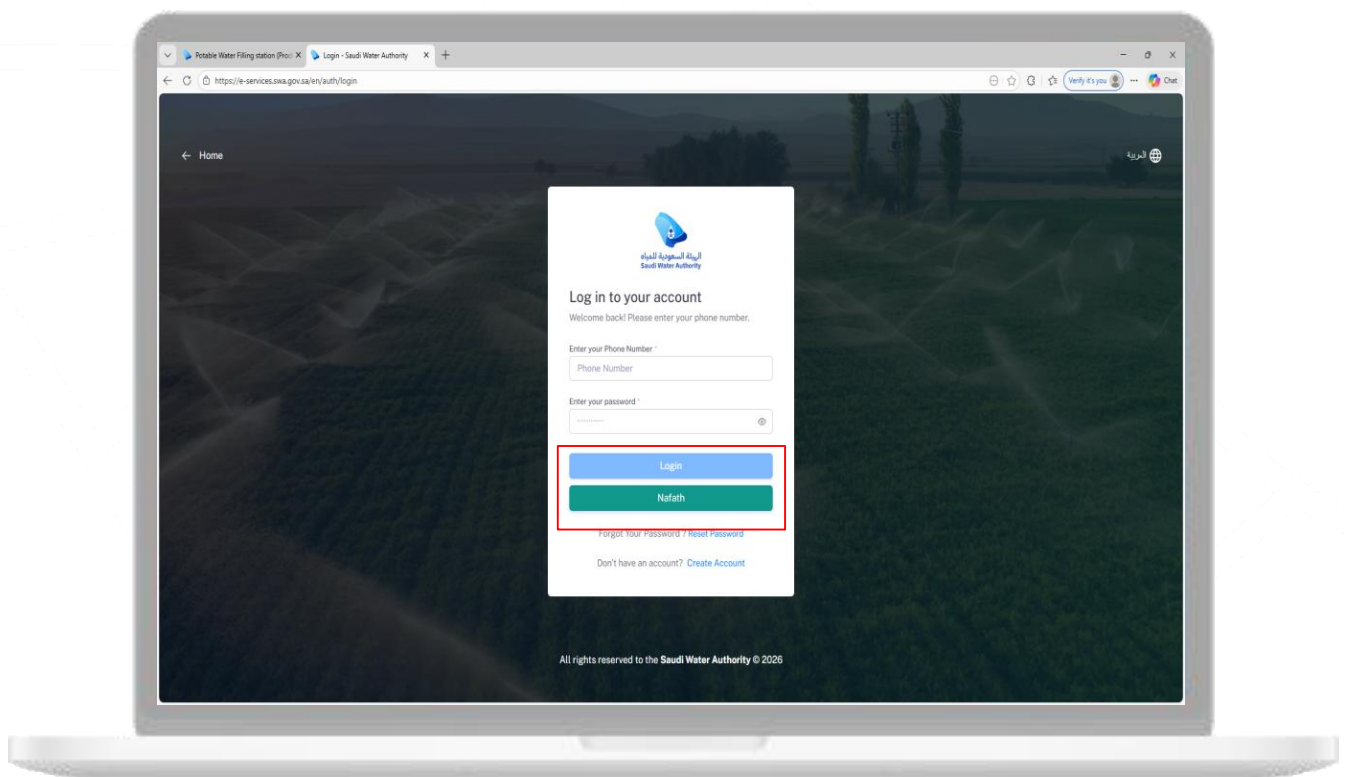 Potable Water Filling station (Prod
Login - Saudi Water Authority
https://e-services.swa.gov.sa/en/auth/login
Verify it's you
Chat
Home
العربية
الهيئة السعودية للمياه
Saudi Water Authority
Log in to your account
Welcome back! Please enter your phone number.
Enter your Phone Number *
Phone Number
Enter your password *
Login
Nafath
Forgot Your Password ? Reset Password
Don't have an account? Create Account
All rights reserved to the Saudi Water Authority © 2026